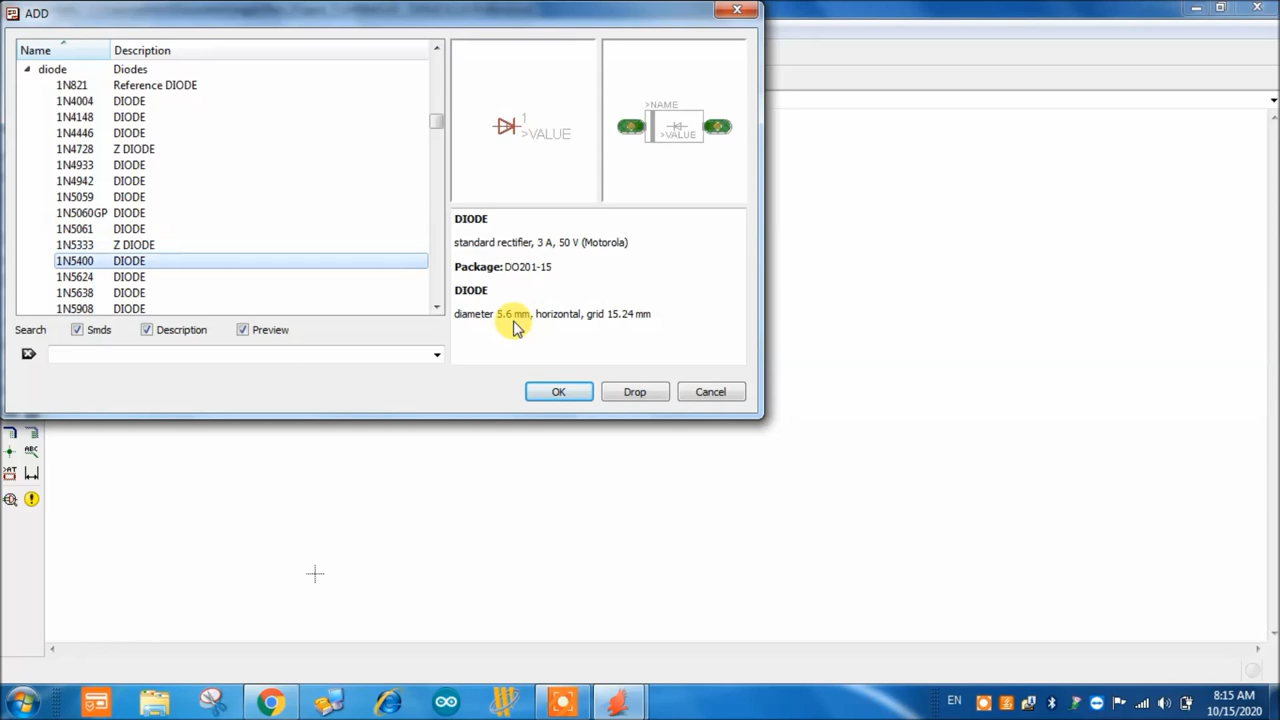 ADD
Name Description
diode Diodes
1N821 Reference DIODE
1N4004 DIODE
1N4148 DIODE
1N4446 DIODE
1N4728 Z DIODE
1N4933 DIODE
1N4942 DIODE
1N5059 DIODE
1N5060GP DIODE
1N5061 DIODE
1N5333 Z DIODE
1N5400 DIODE
1N5624 DIODE
1N5638 DIODE
1N5908 DIODE
Search Smds Description Preview
1
>VALUE
>NAME
>VALUE
DIODE
standard rectifier, 3 A, 50 V (Motorola)
Package: DO201-15
DIODE
diameter 5.6 mm, horizontal, grid 15.24 mm
OK Drop Cancel
ABC
>AT
EN
8:15 AM
10/15/2020